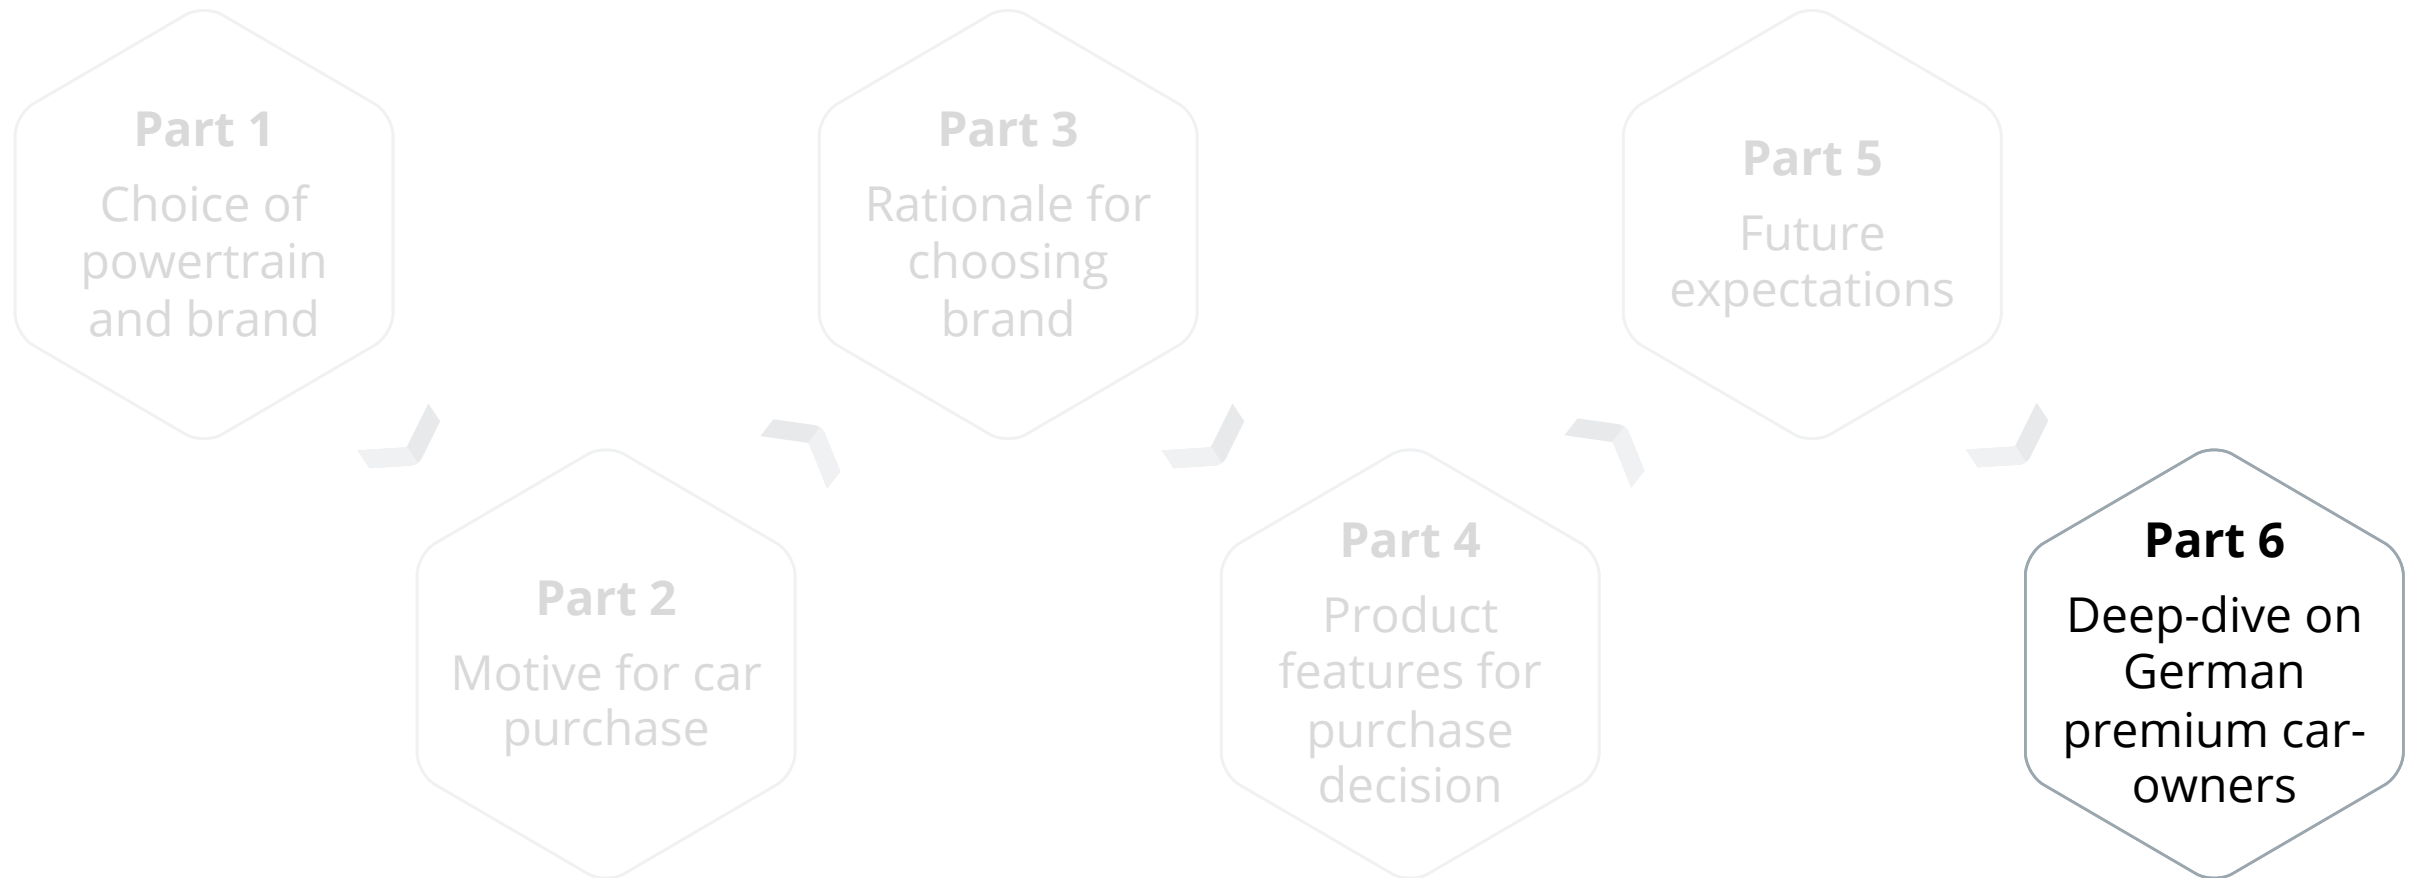 Part 1
Choice of
powertrain
and brand
Part 2
Motive for car
purchase
Part 3
Rationale for
choosing
brand
Part 4
Product
features for
purchase
decision
Part 5
Future
expectations
Part 6
Deep-dive on
German
premium car-
owners